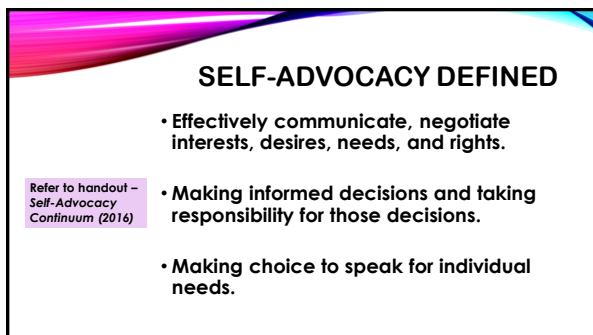 SELF-ADVOCACY DEFINED
• Effectively communicate, negotiate
interests, desires, needs, and rights.
Refer to handout –
Self-Advocacy
Continuum (2016)
• Making informed decisions and taking
responsibility for those decisions.
• Making choice to speak for individual
needs.